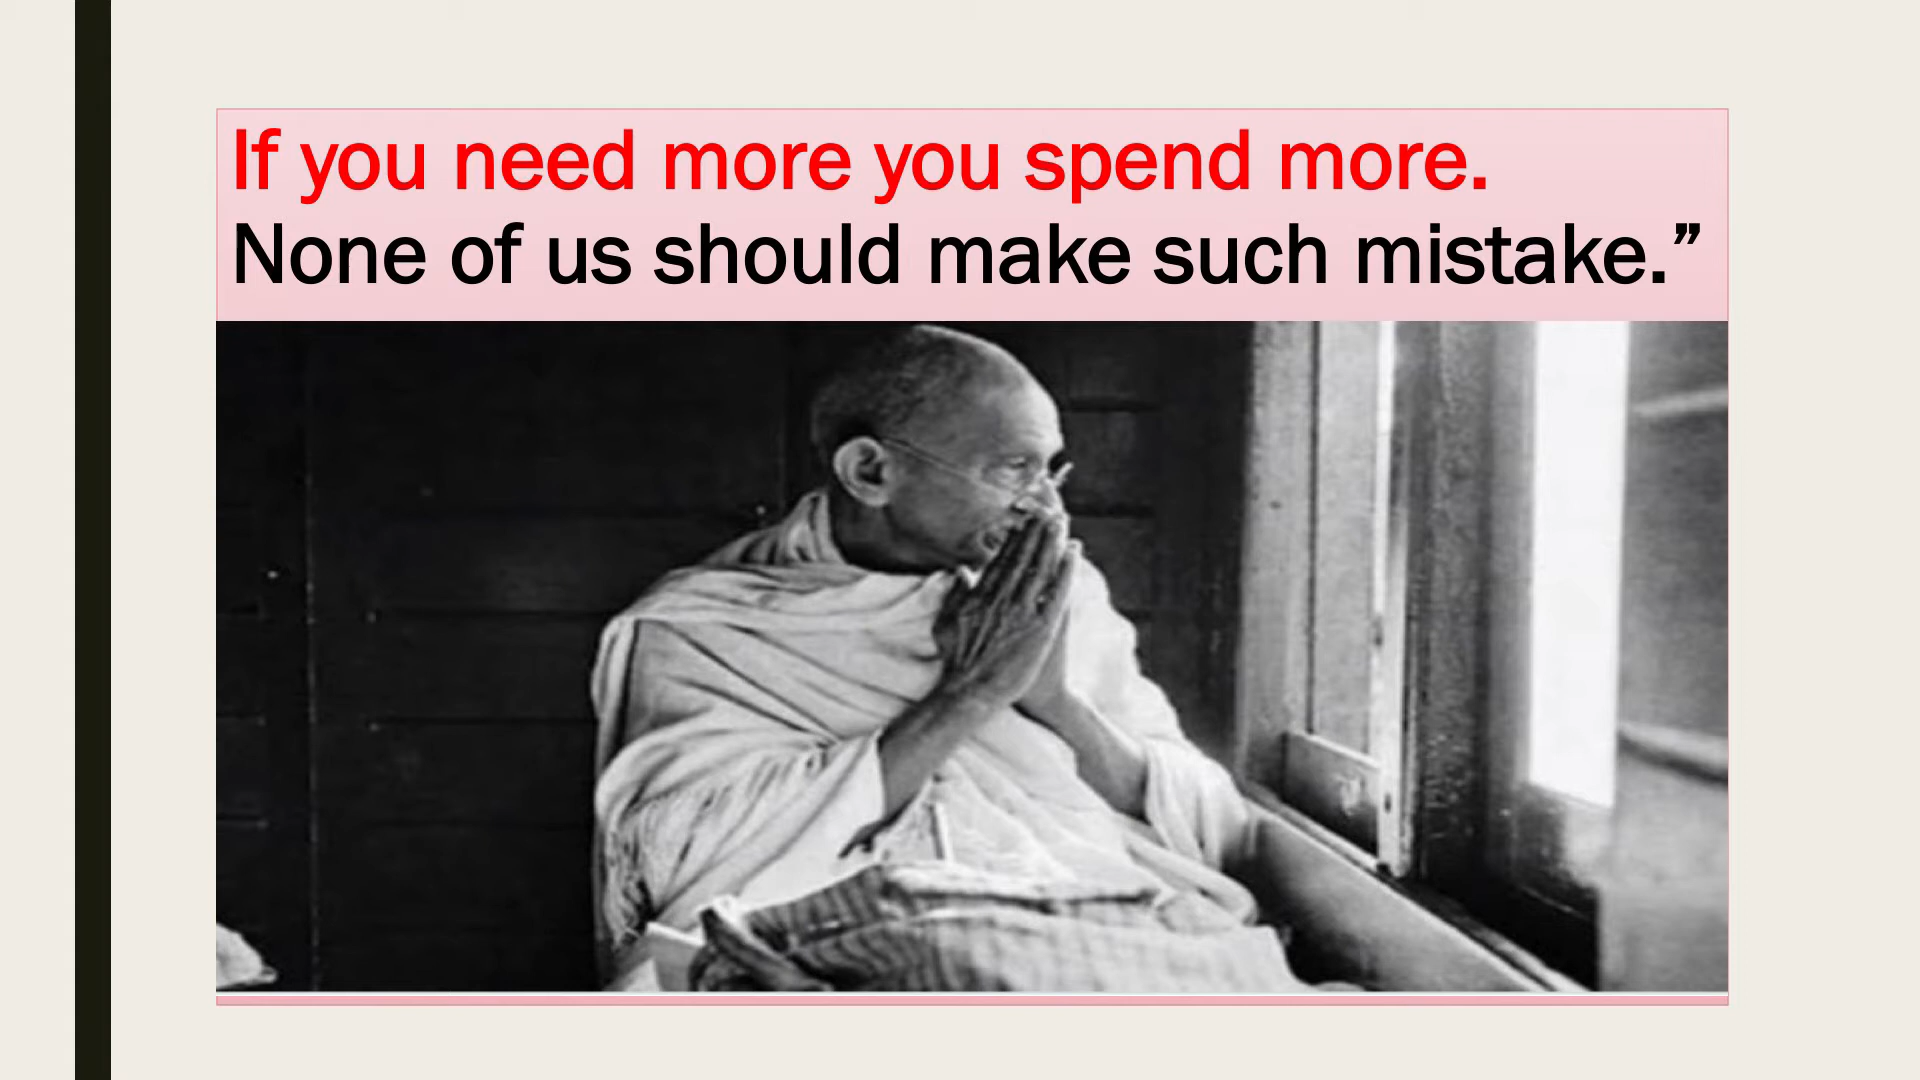 If you need more you spend more.
None of us should make such mistake.”